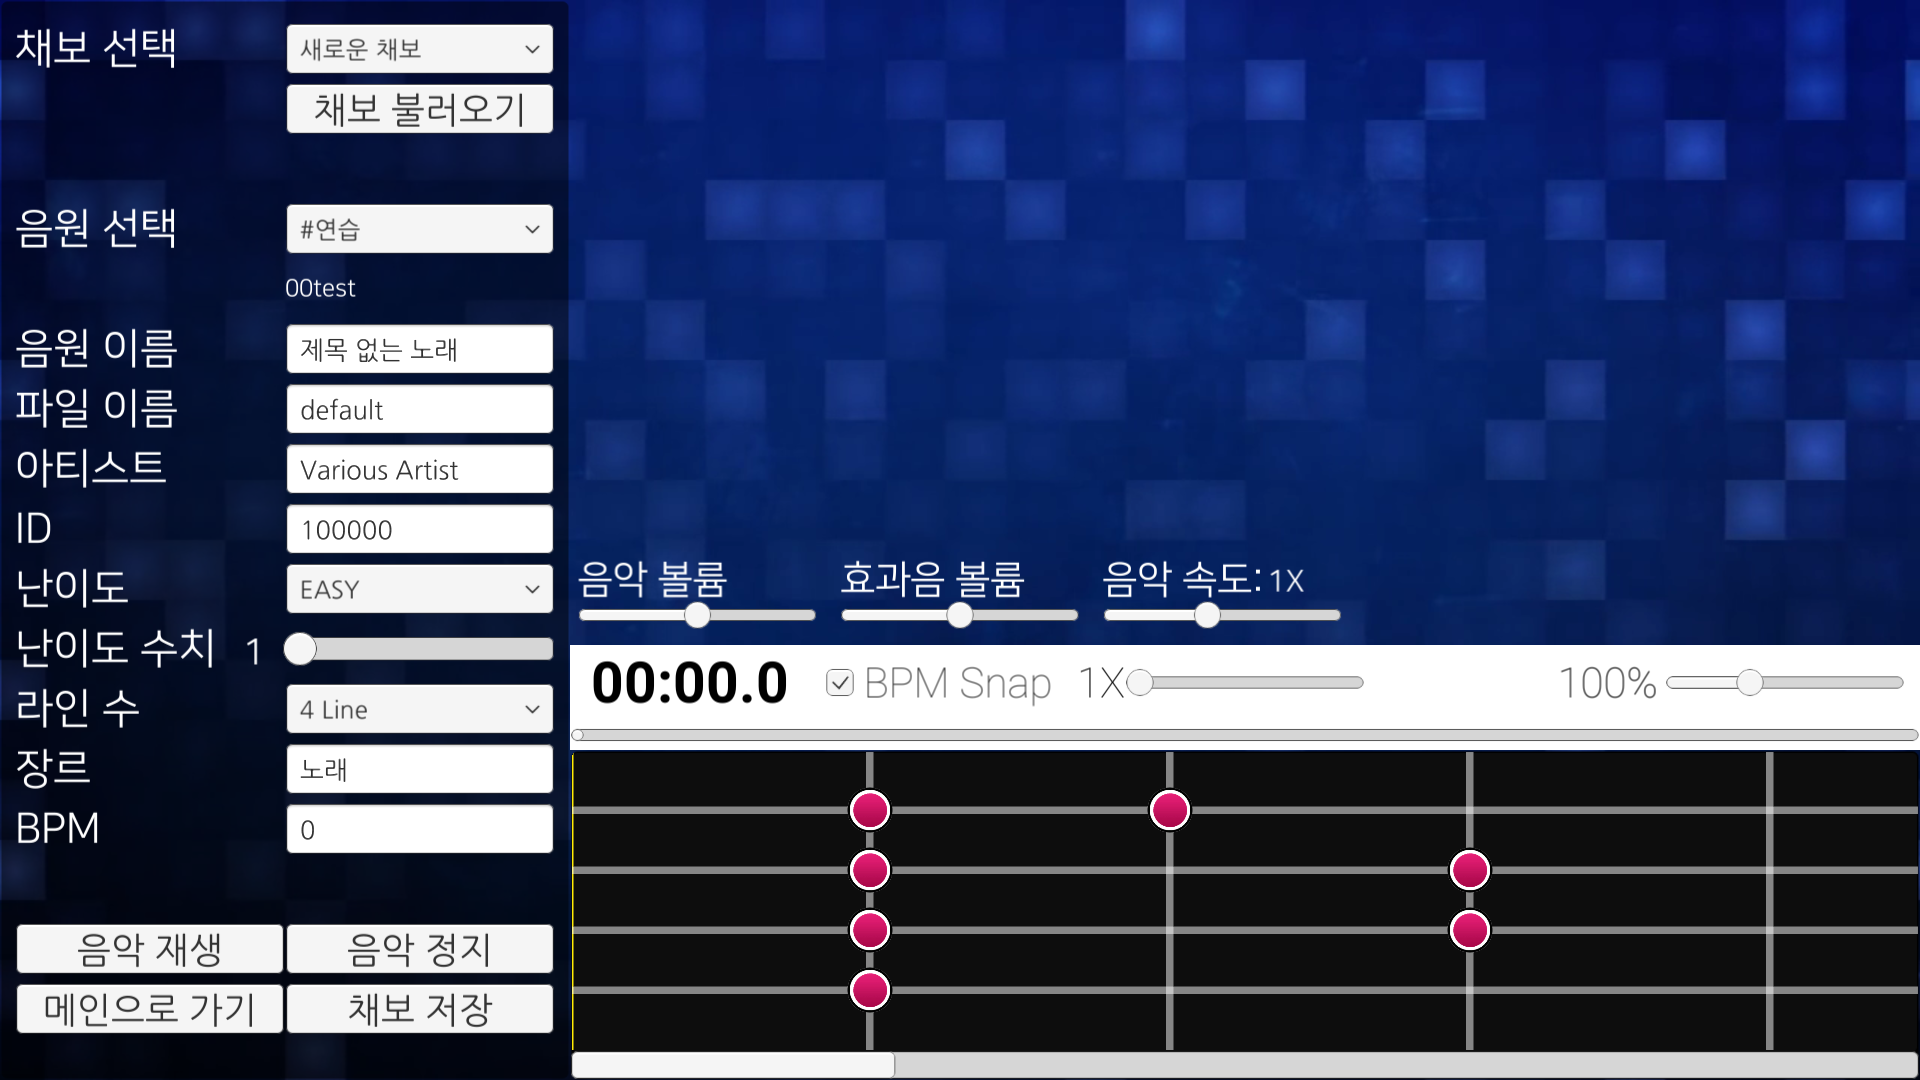 채보 선택
새로운 채보
채보 불러오기
음원 선택
#연습
00test
음원 이름
제목 없는 노래
파일 이름
default
아티스트
Various Artist
ID
100000
난이도
EASY
난이도 수치 1
라인 수
4 Line
장르
노래
BPM
0
음악 재생
음악 정지
메인으로 가기
채보 저장
음악 볼륨
효과음 볼륨
음악 속도: 1X
00:00.0
BPM Snap
1X
100%